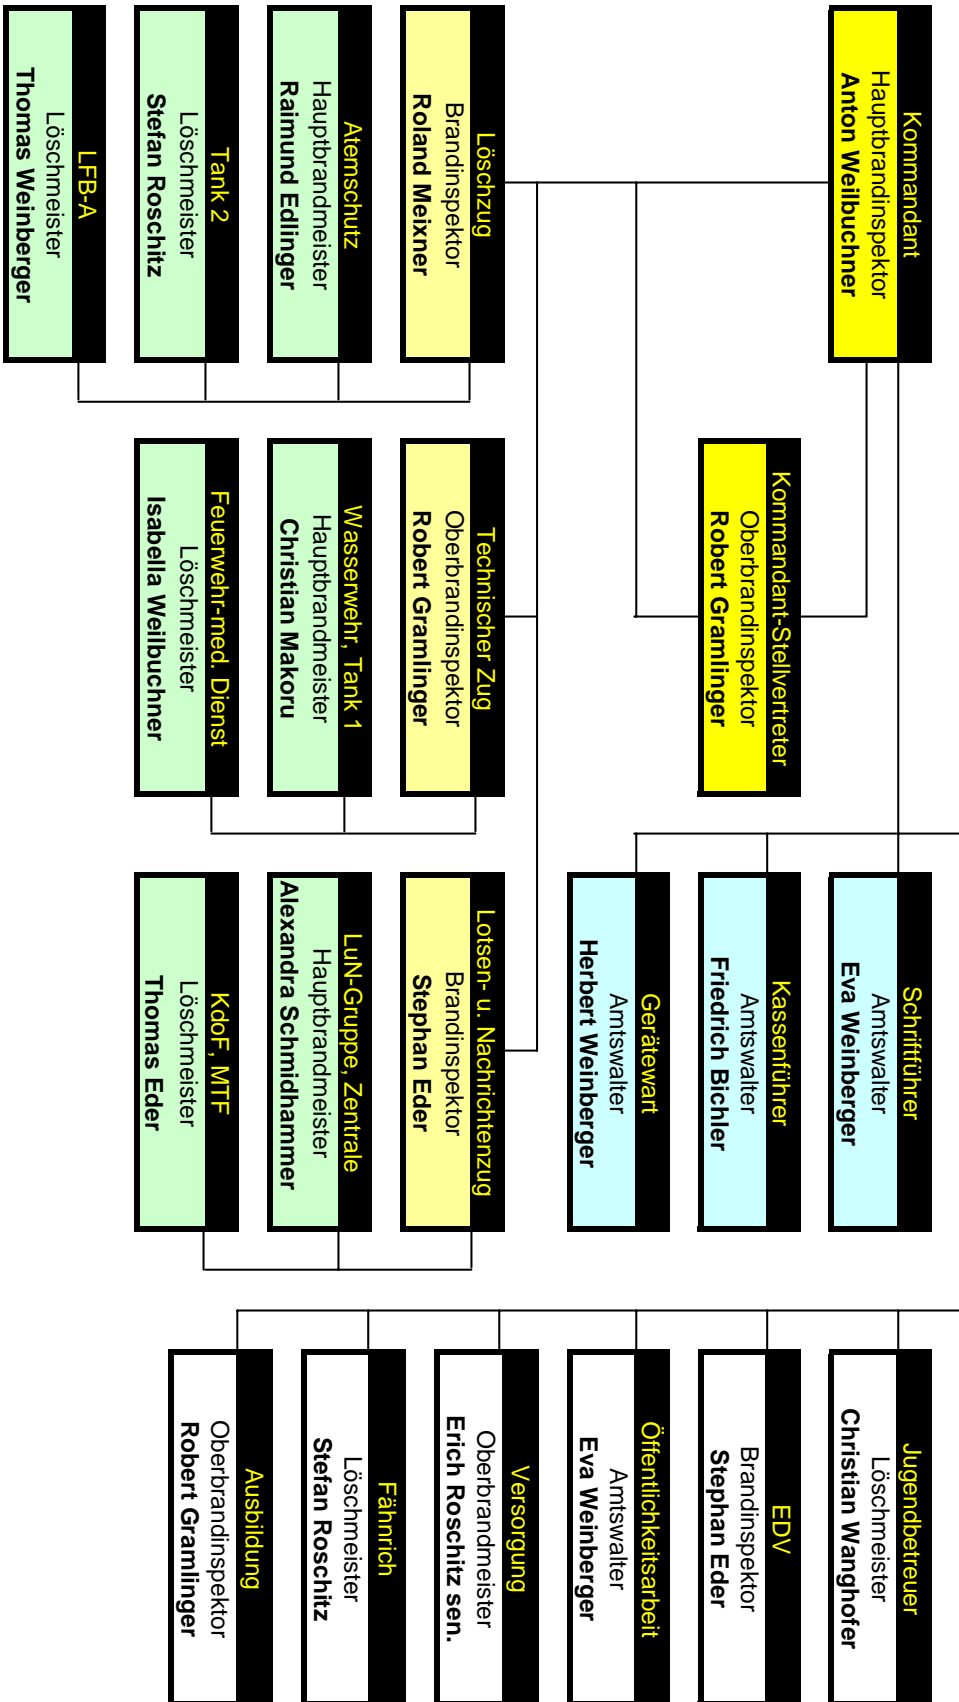 Kommandant
Hauptbrandinspektor
Anton Weilbuchner
Kommandant-Stellvertreter
Oberbrandinspektor
Robert Gramlinger
Schriftführer
Amtswalter
Eva Weinberger
Kassenführer
Amtswalter
Friedrich Bichler
Gerätewart
Amtswalter
Herbert Weinberger
Jugendbetreuer
Löschmeister
Christian Wanghofer
EDV
Brandinspektor
Stephan Eder
Öffentlichkeitsarbeit
Amtswalter
Eva Weinberger
Versorgung
Oberbrandmeister
Erich Roschitz sen.
Fähnrich
Löschmeister
Stefan Roschitz
Ausbildung
Oberbrandinspektor
Robert Gramlinger
Löschzug
Brandinspektor
Roland Meixner
Atemschutz
Hauptbrandmeister
Raimund Edlinger
Tank 2
Löschmeister
Stefan Roschitz
LFB-A
Löschmeister
Thomas Weinberger
Technischer Zug
Oberbrandinspektor
Robert Gramlinger
Wasserwehr, Tank 1
Hauptbrandmeister
Christian Makoru
Feuerwehr-med. Dienst
Löschmeister
Isabella Weilbuchner
Lotsen- u. Nachrichtenzug
Brandinspektor
Stephan Eder
LuN-Gruppe, Zentrale
Hauptbrandmeister
Alexandra Schmidhammer
KdoF, MTF
Löschmeister
Thomas Eder